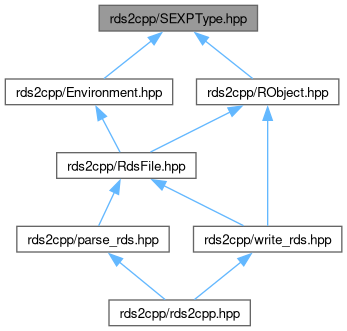 rds2cpp/SEXPType.hpp
rds2cpp/Environment.hpp
rds2cpp/RObject.hpp
rds2cpp/RdsFile.hpp
rds2cpp/parse_rds.hpp
rds2cpp/write_rds.hpp
rds2cpp/rds2cpp.hpp